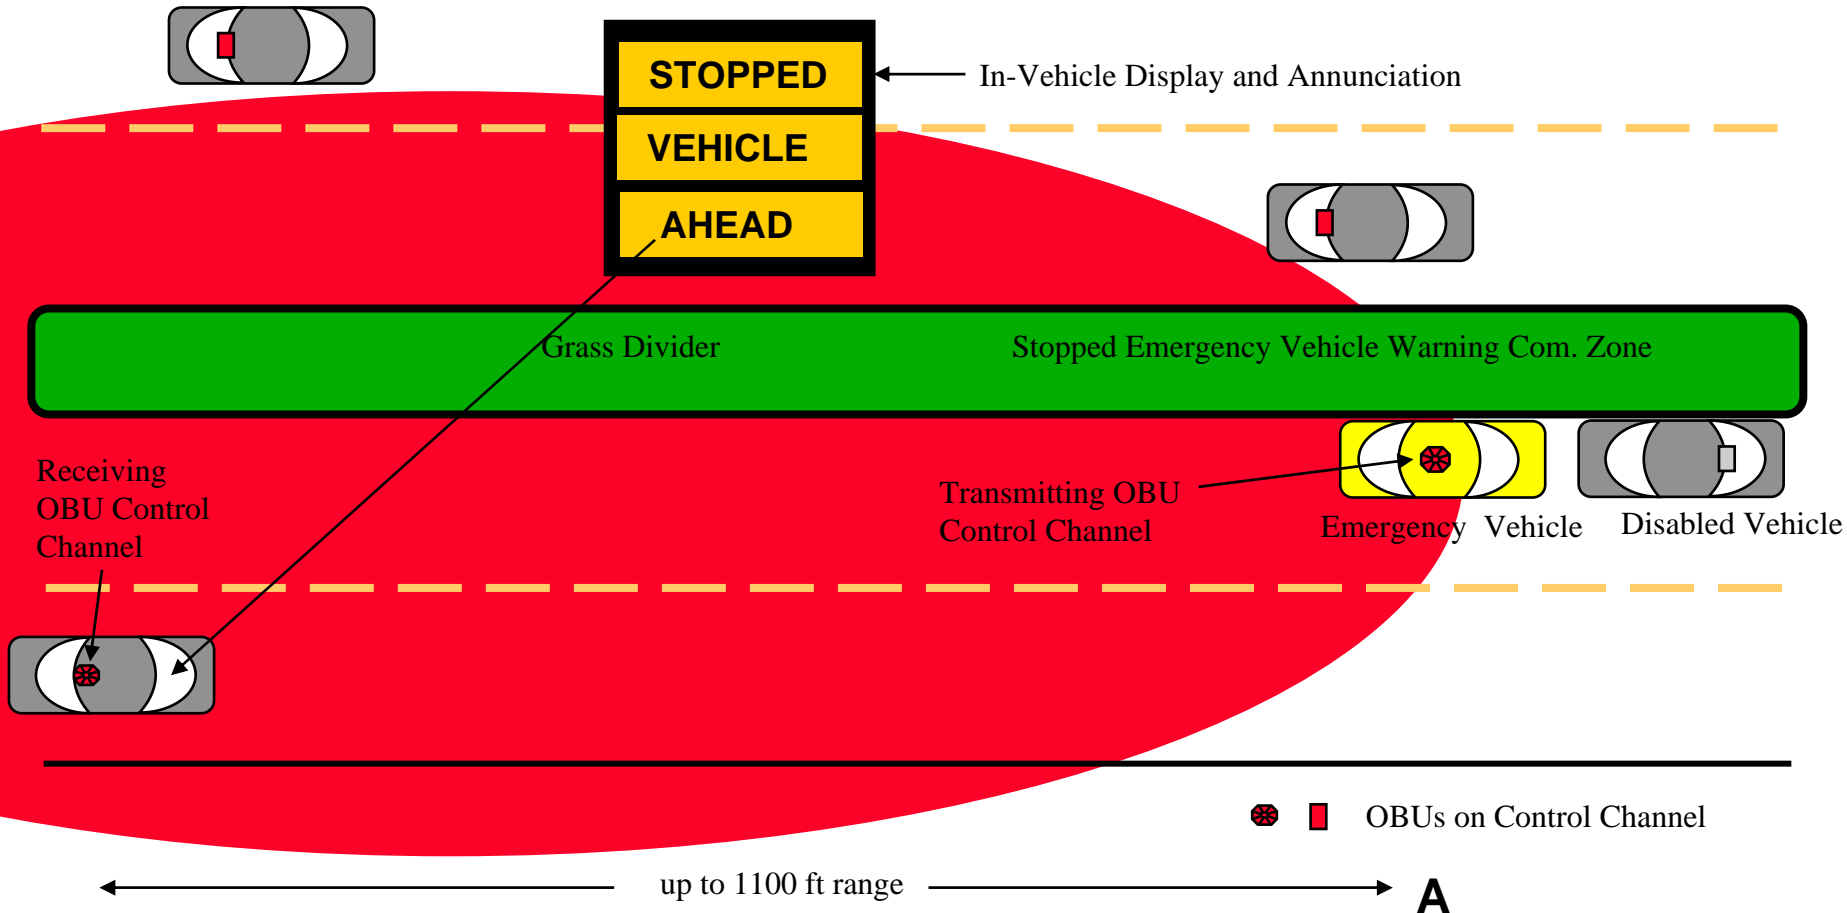 STOPPED
VEHICLE
AHEAD
In-Vehicle Display and Annunciation
Grass Divider
Stopped Emergency Vehicle Warning Com. Zone
Receiving
OBU Control
Channel
Transmitting OBU
Control Channel
Emergency Vehicle
Disabled Vehicle
OBUs on Control Channel
up to 1100 ft range
A